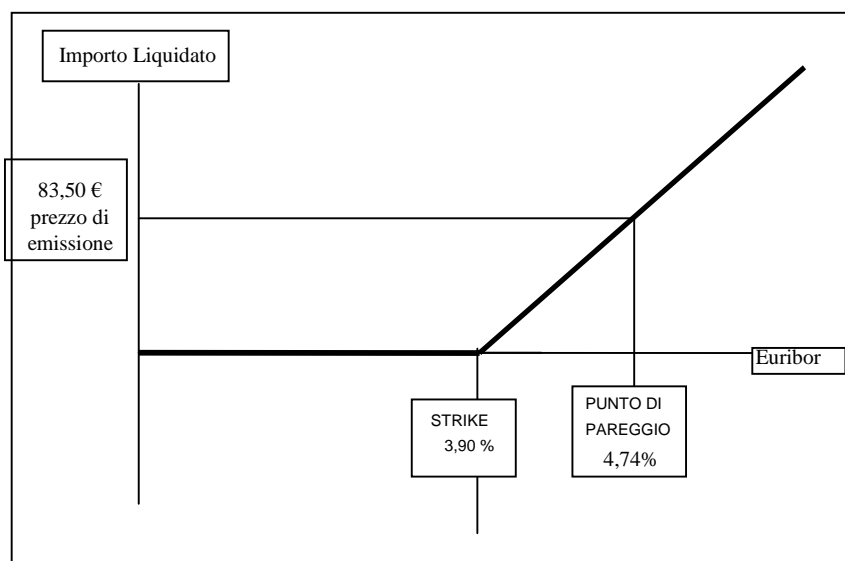 Importo Liquidato
83,50 €
prezzo di
emissione
Euribor
STRIKE
3,90 %
PUNTO DI
PAREGGIO
4,74%